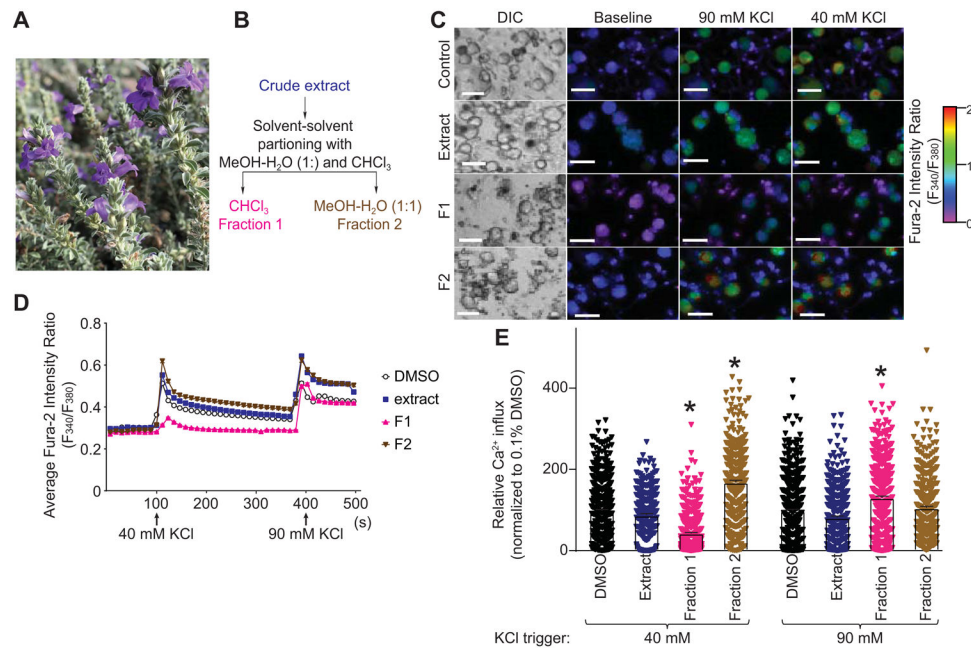 A
B
Crude extract
Solvent-solvent
partioning with
MeOH-H₂O (1:) and CHCl₃
CHCl₃
Fraction 1
MeOH-H₂O (1:1)
Fraction 2
C
DIC
Baseline
90 mM KCl
40 mM KCl
Control
Extract
F1
F2
2
1
0
Fura-2 Intensity Ratio
(F₃₄₀/F₃₈₀)
D
Average Fura-2 Intensity Ratio
(F₃₄₀/F₃₈₀)
0.8
0.6
0.4
0.2
0
100
200
300
400
500
(s)
40 mM KCl
90 mM KCl
DMSO
extract
F1
F2
E
Relative Ca²⁺ influx
(normalized to 0.1% DMSO)
400
200
0
*
*
*
DMSO
Extract
Fraction 1
Fraction 2
DMSO
Extract
Fraction 1
Fraction 2
KCl trigger:
40 mM
90 mM